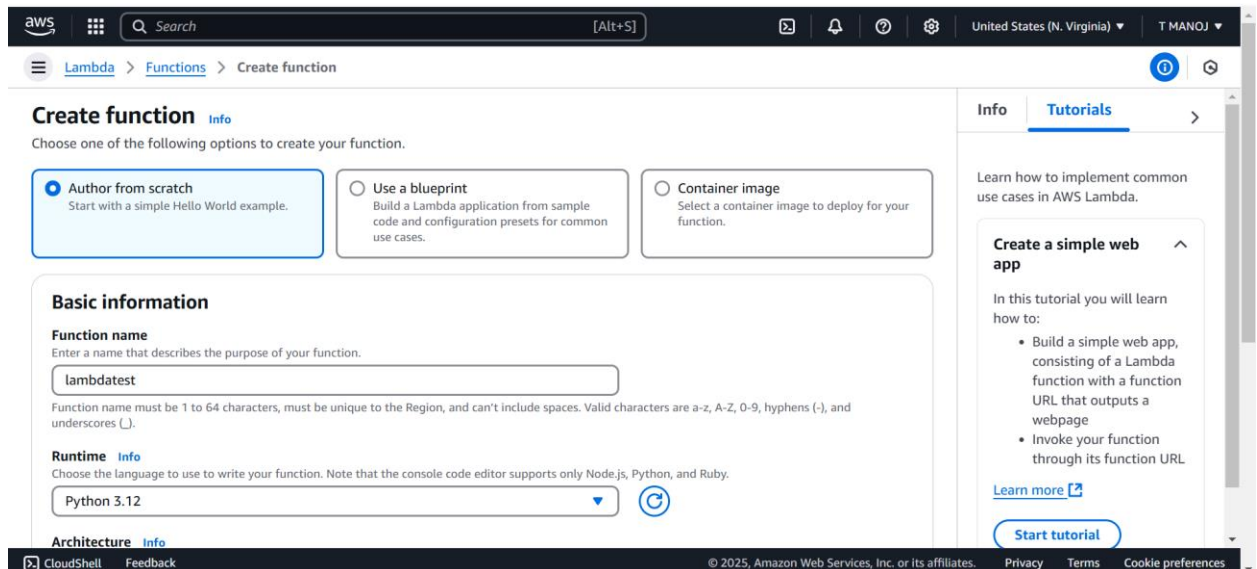 aws
Search [Alt+S]
United States (N. Virginia) ▼
T MANOJ ▼
Lambda > Functions > Create function
Create function Info
Choose one of the following options to create your function.
Author from scratch
Start with a simple Hello World example.
Use a blueprint
Build a Lambda application from sample
code and configuration presets for common
use cases.
Container image
Select a container image to deploy for your
function.
Basic information
Function name
Enter a name that describes the purpose of your function.
lambdatest
Function name must be 1 to 64 characters, must be unique to the Region, and can't include spaces. Valid characters are a-z, A-Z, 0-9, hyphens (-), and
underscores (_).
Runtime Info
Choose the language to use to write your function. Note that the console code editor supports only Node.js, Python, and Ruby.
Python 3.12
Architecture Info
Info
Tutorials
Learn how to implement common
use cases in AWS Lambda.
Create a simple web
app
In this tutorial you will learn
how to:
• Build a simple web app,
consisting of a Lambda
function with a function
URL that outputs a
webpage
• Invoke your function
through its function URL
Learn more
Start tutorial
CloudShell
Feedback
© 2025, Amazon Web Services, Inc. or its affiliates.
Privacy
Terms
Cookie preferences